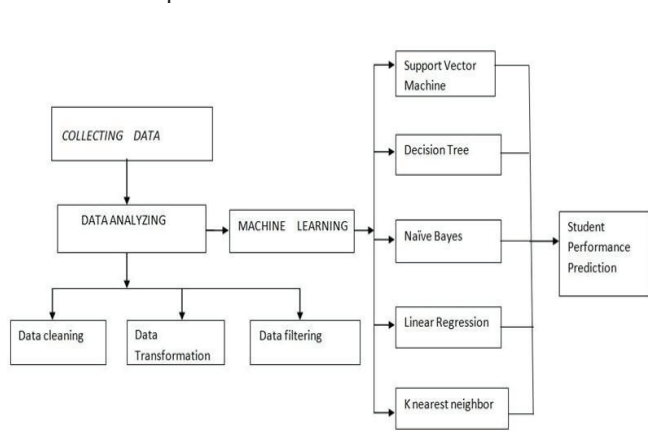 COLLECTING DATA
DATA ANALYZING
MACHINE LEARNING
Data cleaning
Data
Transformation
Data filtering
Support Vector
Machine
Decision Tree
Naïve Bayes
Linear Regression
K nearest neighbor
Student
Performance
Prediction